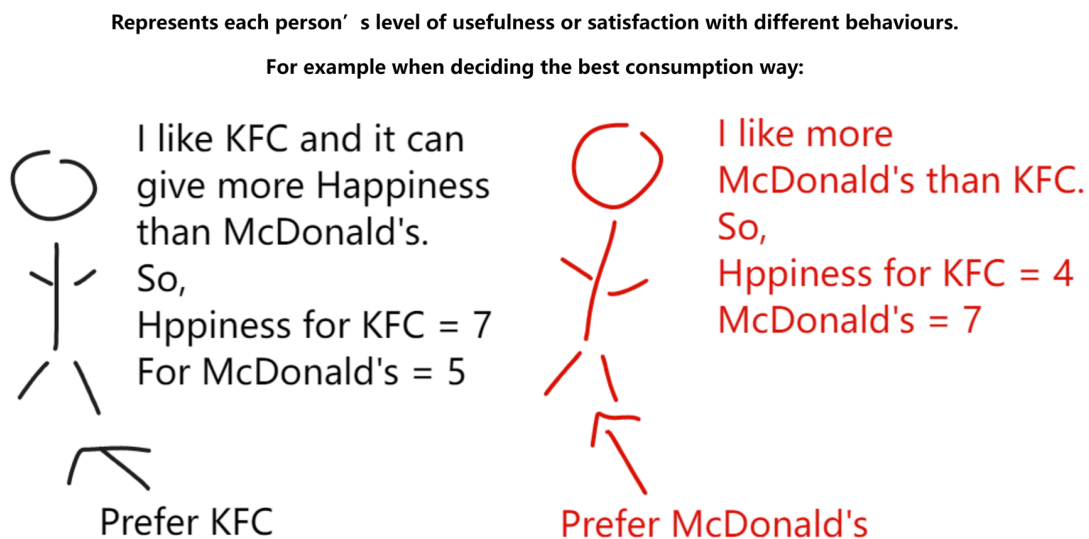 Represents each person’s level of usefulness or satisfaction with different behaviours.
For example when deciding the best consumption way:
I like KFC and it can
give more Happiness
than McDonald's.
So,
Hppiness for KFC = 7
For McDonald's = 5
Prefer KFC
I like more
McDonald's than KFC.
So,
Hppiness for KFC = 4
McDonald's = 7
Prefer McDonald's